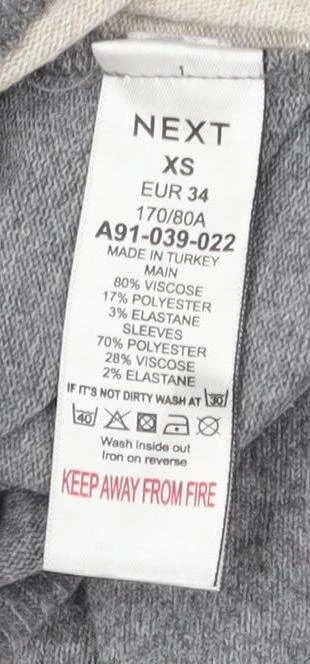 1
NEXT
XS
EUR 34
170/80A
A91-039-022
MADE IN TURKEY
MAIN
80% VISCOSE
17% POLYESTER
3% ELASTANE
SLEEVES
70% POLYESTER
28% VISCOSE
2% ELASTANE
IF IT'S NOT DIRTY WASH AT 30
40
Wash inside out
Iron on reverse
KEEP AWAY FROM FIRE